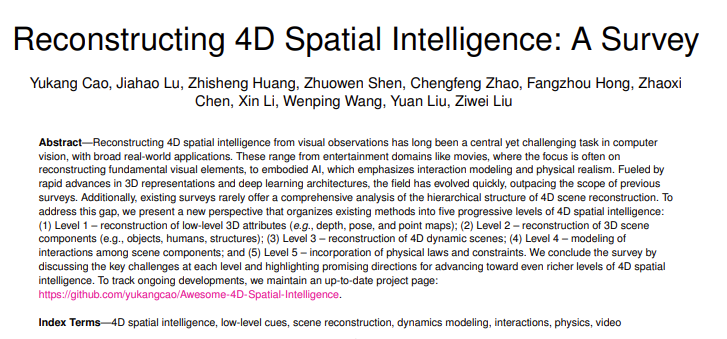 Reconstructing 4D Spatial Intelligence: A Survey
Yukang Cao, Jiahao Lu, Zhisheng Huang, Zhuowen Shen, Chengfeng Zhao, Fangzhou Hong, Zhaoxi
Chen, Xin Li, Wenping Wang, Yuan Liu, Ziwei Liu
Abstract—Reconstructing 4D spatial intelligence from visual observations has long been a central yet challenging task in computer
vision, with broad real-world applications. These range from entertainment domains like movies, where the focus is often on
reconstructing fundamental visual elements, to embodied AI, which emphasizes interaction modeling and physical realism. Fueled by
rapid advances in 3D representations and deep learning architectures, the field has evolved quickly, outpacing the scope of previous
surveys. Additionally, existing surveys rarely offer a comprehensive analysis of the hierarchical structure of 4D scene reconstruction. To
address this gap, we present a new perspective that organizes existing methods into five progressive levels of 4D spatial intelligence:
(1) Level 1 – reconstruction of low-level 3D attributes (e.g., depth, pose, and point maps); (2) Level 2 – reconstruction of 3D scene
components (e.g., objects, humans, structures); (3) Level 3 – reconstruction of 4D dynamic scenes; (4) Level 4 – modeling of
interactions among scene components; and (5) Level 5 – incorporation of physical laws and constraints. We conclude the survey by
discussing the key challenges at each level and highlighting promising directions for advancing toward even richer levels of 4D spatial
intelligence. To track ongoing developments, we maintain an up-to-date project page:
https://github.com/yukangcao/Awesome-4D-Spatial-Intelligence.
Index Terms—4D spatial intelligence, low-level cues, scene reconstruction, dynamics modeling, interactions, physics, video